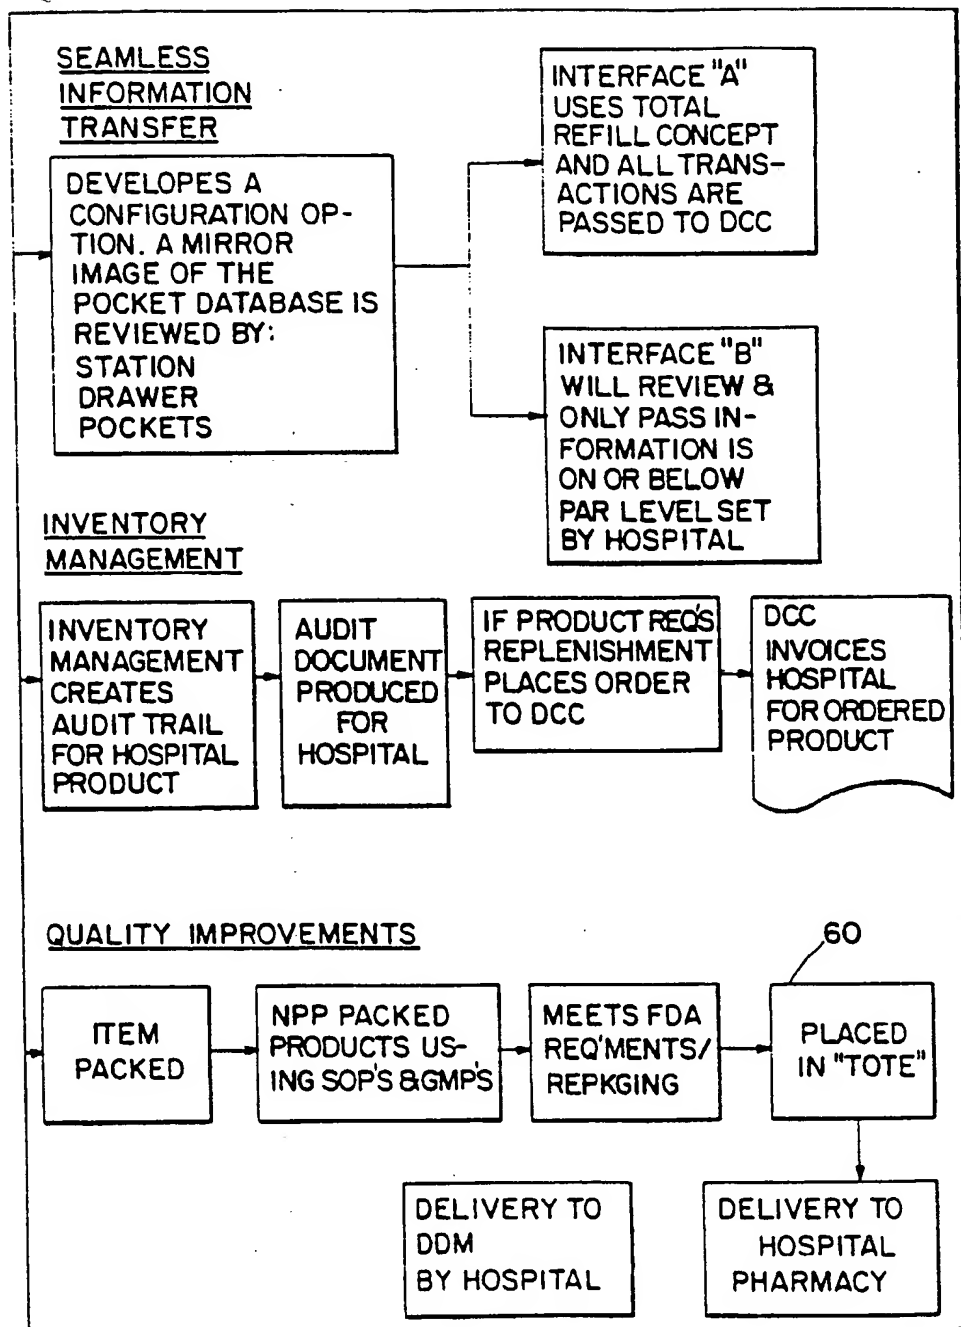 SEAMLESS
INFORMATION
TRANSFER
DEVELOPES A
CONFIGURATION OP-
TION. A MIRROR
IMAGE OF THE
POCKET DATABASE IS
REVIEWED BY:
STATION
DRAWER
POCKETS
INTERFACE "A"
USES TOTAL
REFILL CONCEPT
AND ALL TRANS-
ACTIONS ARE
PASSED TO DCC
INTERFACE "B"
WILL REVIEW &
ONLY PASS IN-
FORMATION IS
ON OR BELOW
PAR LEVEL SET
BY HOSPITAL
INVENTORY
MANAGEMENT
INVENTORY
MANAGEMENT
CREATES
AUDIT TRAIL
FOR HOSPITAL
PRODUCT
AUDIT
DOCUMENT
PRODUCED
FOR
HOSPITAL
IF PRODUCT REQ'S
REPLENISHMENT
PLACES ORDER
TO DCC
DCC
INVOICES
HOSPITAL
FOR ORDERED
PRODUCT
QUALITY IMPROVEMENTS
60
ITEM
PACKED
NPP PACKED
PRODUCTS US-
ING SOP'S &GMP'S
MEETS FDA
REQ'MENTS/
REPKGING
PLACED
IN "TOTE"
DELIVERY TO
DDM
BY HOSPITAL
DELIVERY TO
HOSPITAL
PHARMACY